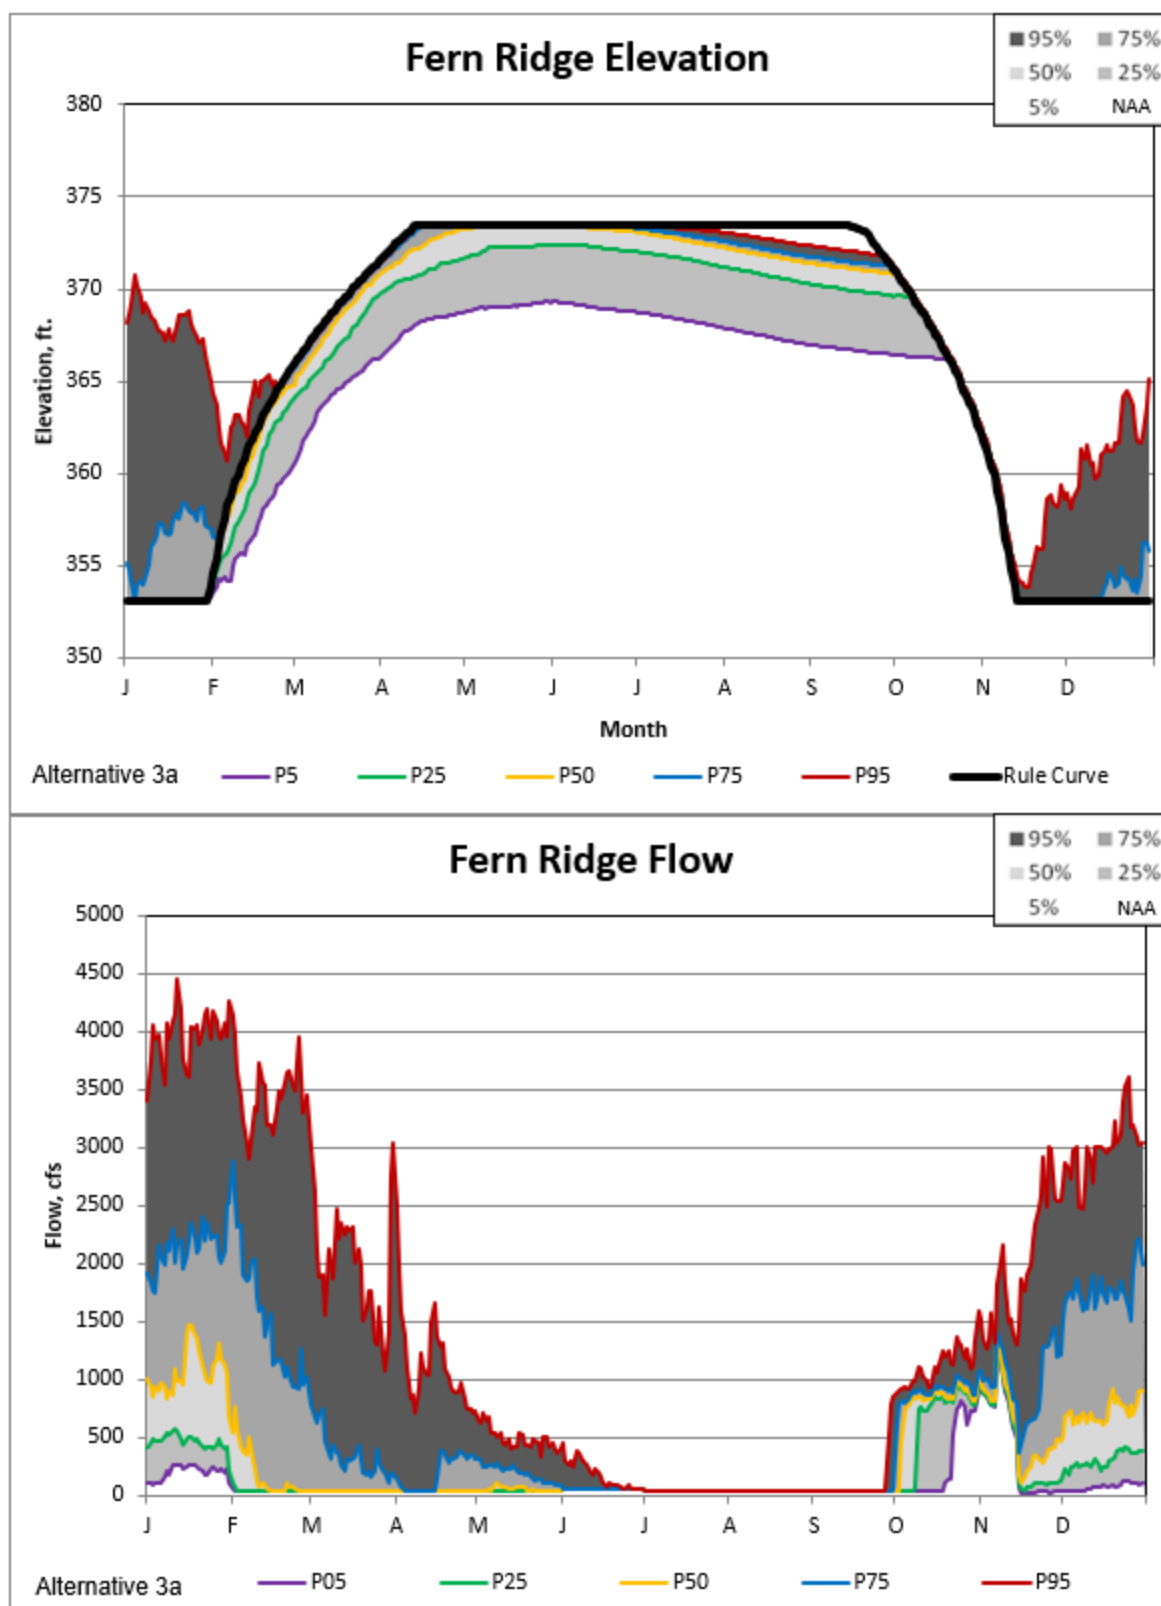 Fern Ridge Elevation
95% 75%
50% 25%
5% NAA
380
375
370
365
360
355
350
Elevation, ft.
J F M A M J J A S O N D
Month
Alternative 3a P5 P25 P50 P75 P95 Rule Curve
Fern Ridge Flow
95% 75%
50% 25%
5% NAA
5000
4500
4000
3500
3000
2500
2000
1500
1000
500
0
Flow, cfs
J F M A M J J A S O N D
Alternative 3a P05 P25 P50 P75 P95